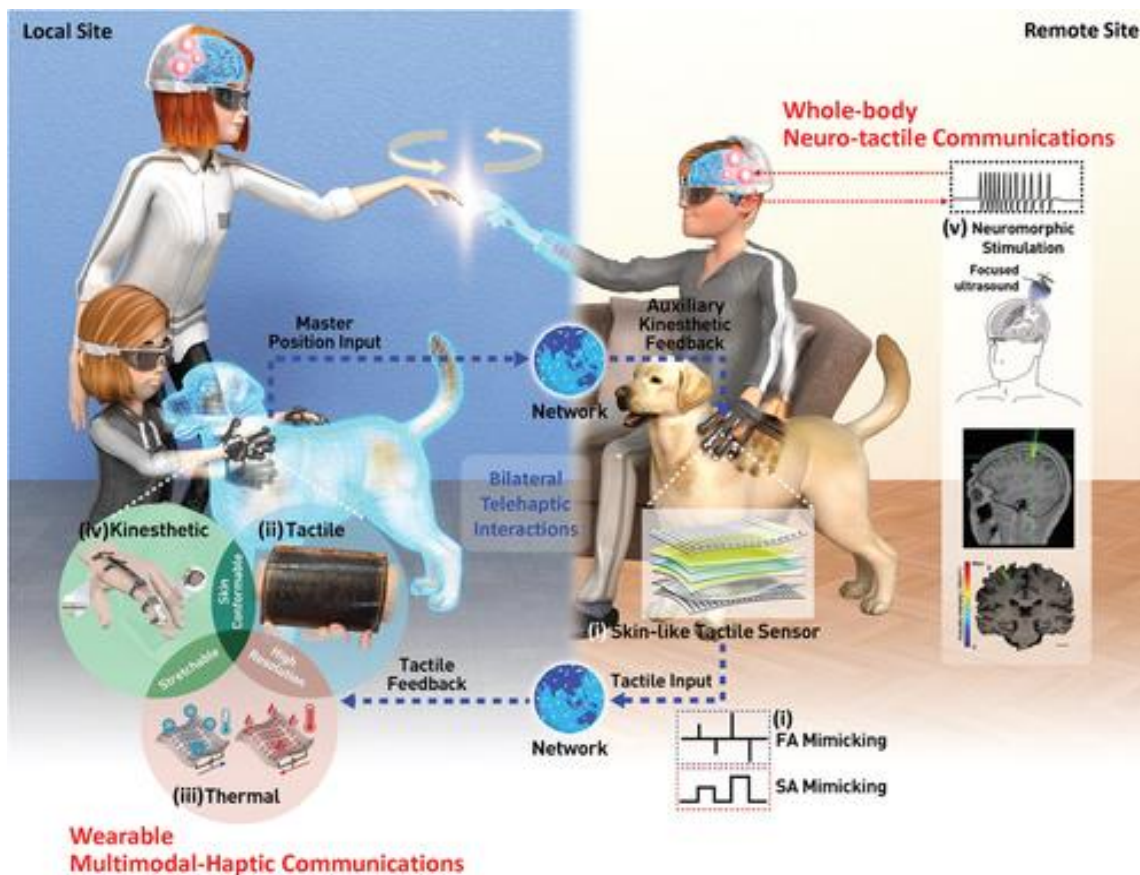 Local Site
Remote Site
Whole-body
Neuro-tactile Communications
(v) Neuromorphic
Stimulation
Focused
ultrasound
Master
Position Input
Network
Auxiliary
Kinesthetic
Feedback
Bilateral
Telehaptic
Interactions
(iv) Kinesthetic
(ii) Tactile
Skin
Conformable
Stretchable
High
Resolution
(iii) Thermal
(i) Skin-like Tactile Sensor
Tactile
Feedback
Network
Tactile Input
(i)
FA Mimicking
SA Mimicking
Wearable
Multimodal-Haptic Communications